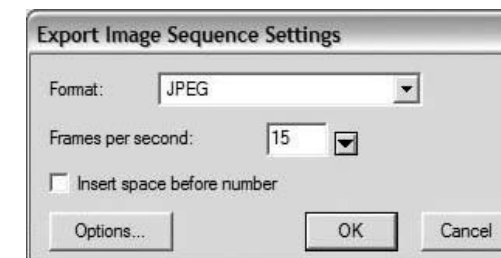 Export Image Sequence Settings
Format: JPEG
Frames per second: 15
Insert space before number
Options... OK Cancel